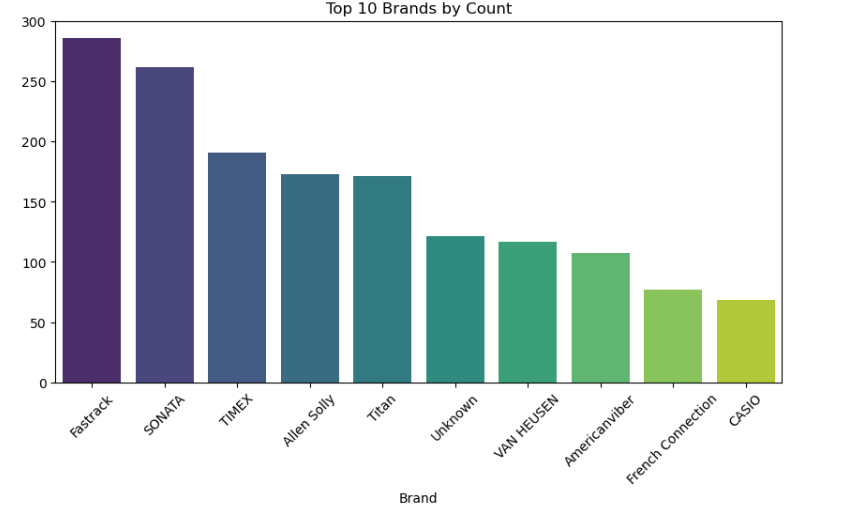 Top 10 Brands by Count
300
250
200
150
100
50
0
Fastrack
SONATA
TIMEX
Allen Solly
Titan
Unknown
VAN HEUSEN
Americanviber
French Connection
CASIO
Brand